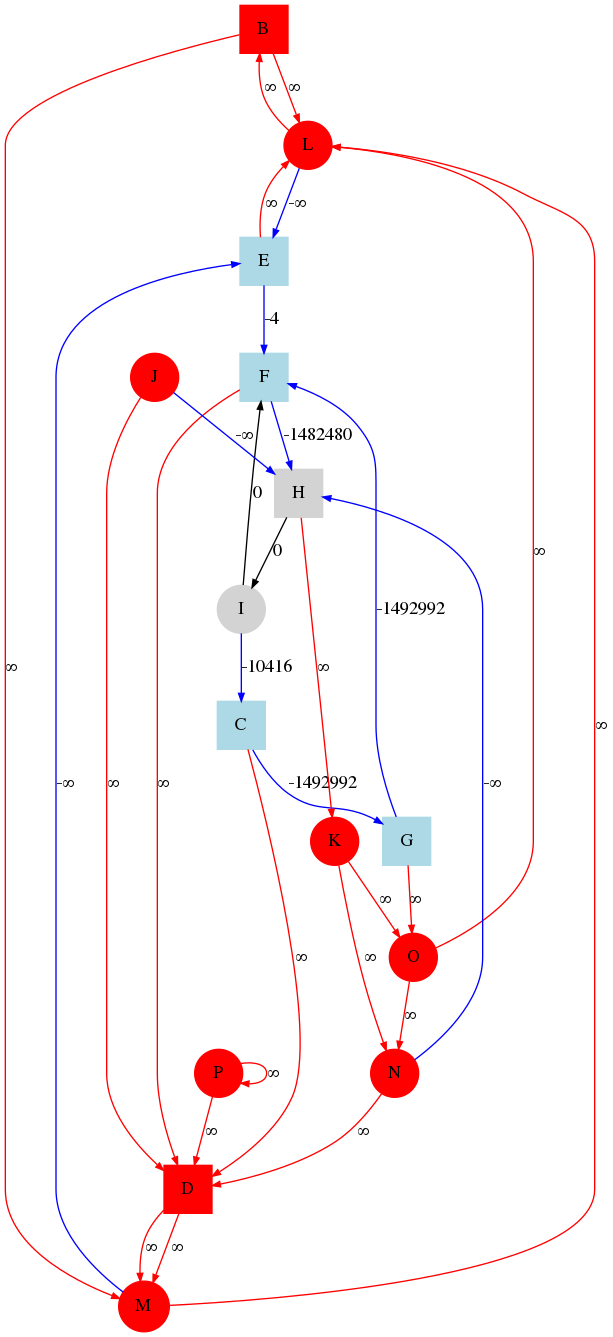 B
∞ ∞
L
∞ -∞
E
-4
J F
-∞ -1482480
0 H ∞
0
I
-1492992
∞ -10416 ∞
C ∞
-∞ ∞ ∞ -1492992 -∞
K G
∞ ∞
∞ ∞ O
∞
P ∞ N
∞ ∞
D
∞ ∞
M